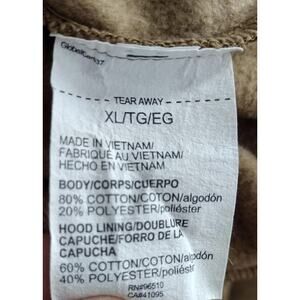 TEAR AWAY
XL/TG/EG
MADE IN VIETNAM/
FABRIQUÉ AU VIETNAM/
HECHO EN VIETNAM
BODY/CORPS/CUERPO
80% COTTON/COTON/algodón
20% POLYESTER/poliéster
HOOD LINING/DOUBLURE
CAPUCHE/FORRO DE LA
CAPUCHA
60% COTTON/COTON/algodón
40% POLYESTER/poliéster
RN#96510
CA#41095